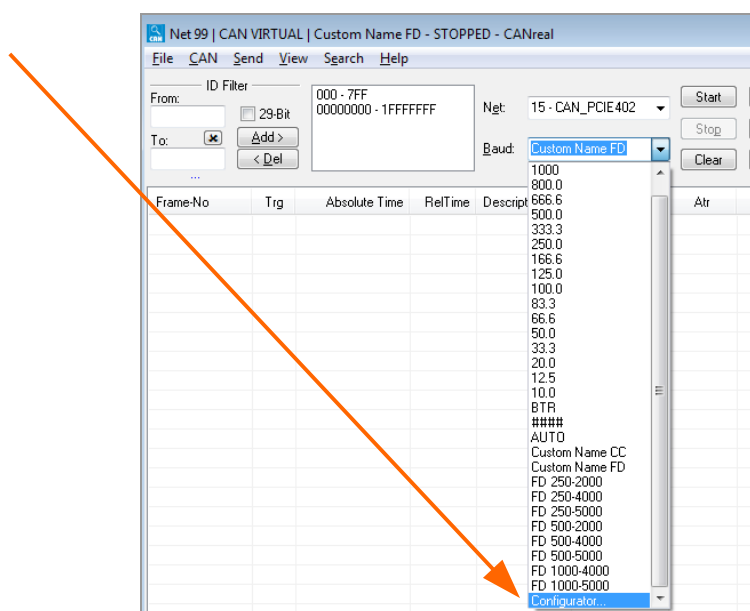 Net 99 | CAN VIRTUAL | Custom Name FD - STOPPED - CANreal
File CAN Send View Search Help
ID Filter
From:
29-Bit
To:
Add >
< Del
...
000 - 7FF
00000000 - 1FFFFFFF
Net: 15 - CAN_PCIE402
Baud: Custom Name FD
Start
Stop
Clear
Frame-No Trg Absolute Time RelTime Descript Atr
1000
800.0
666.6
500.0
333.3
250.0
166.6
125.0
100.0
83.3
66.6
50.0
33.3
20.0
12.5
10.0
BTR
####
AUTO
Custom Name CC
Custom Name FD
FD 250-2000
FD 250-4000
FD 250-5000
FD 500-2000
FD 500-4000
FD 500-5000
FD 1000-4000
FD 1000-5000
Configurator...